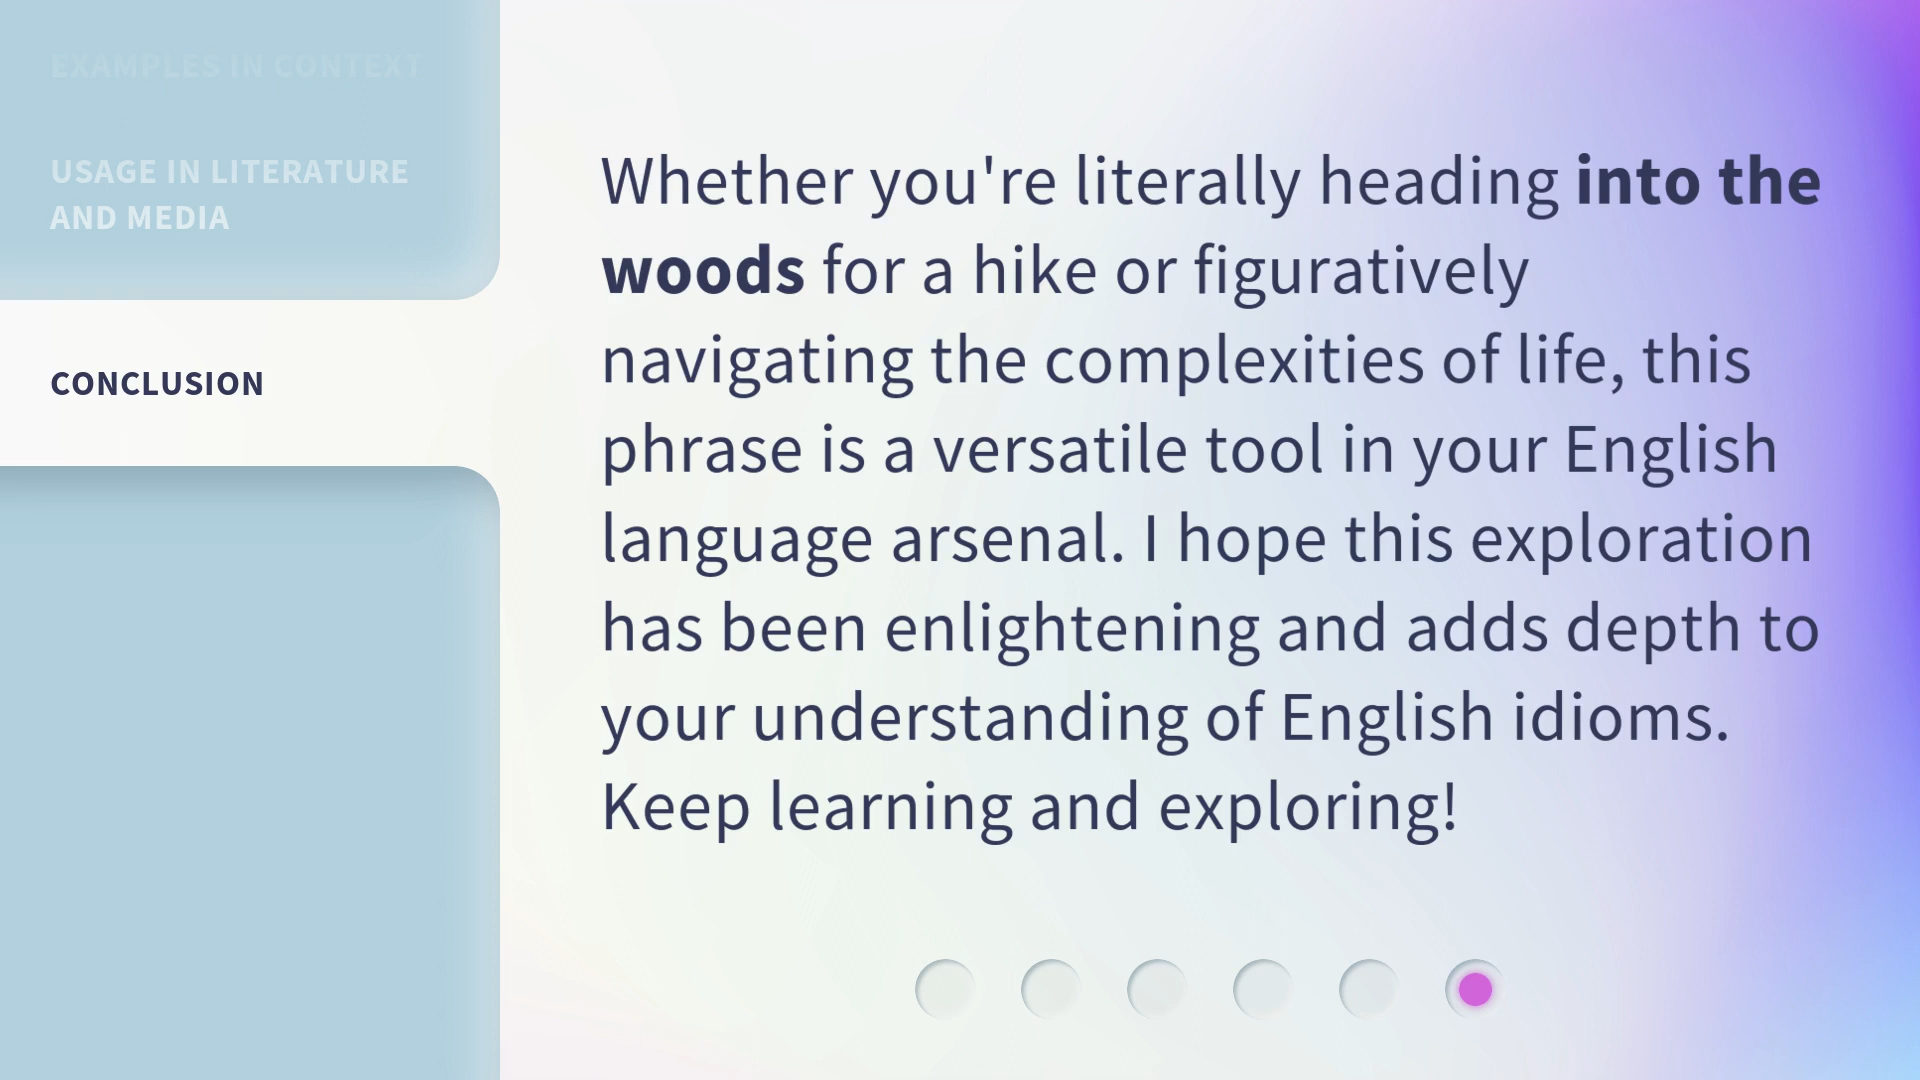 EXAMPLES IN CONTEXT
USAGE IN LITERATURE
AND MEDIA
CONCLUSION
Whether you're literally heading into the
woods for a hike or figuratively
navigating the complexities of life, this
phrase is a versatile tool in your English
language arsenal. I hope this exploration
has been enlightening and adds depth to
your understanding of English idioms.
Keep learning and exploring!